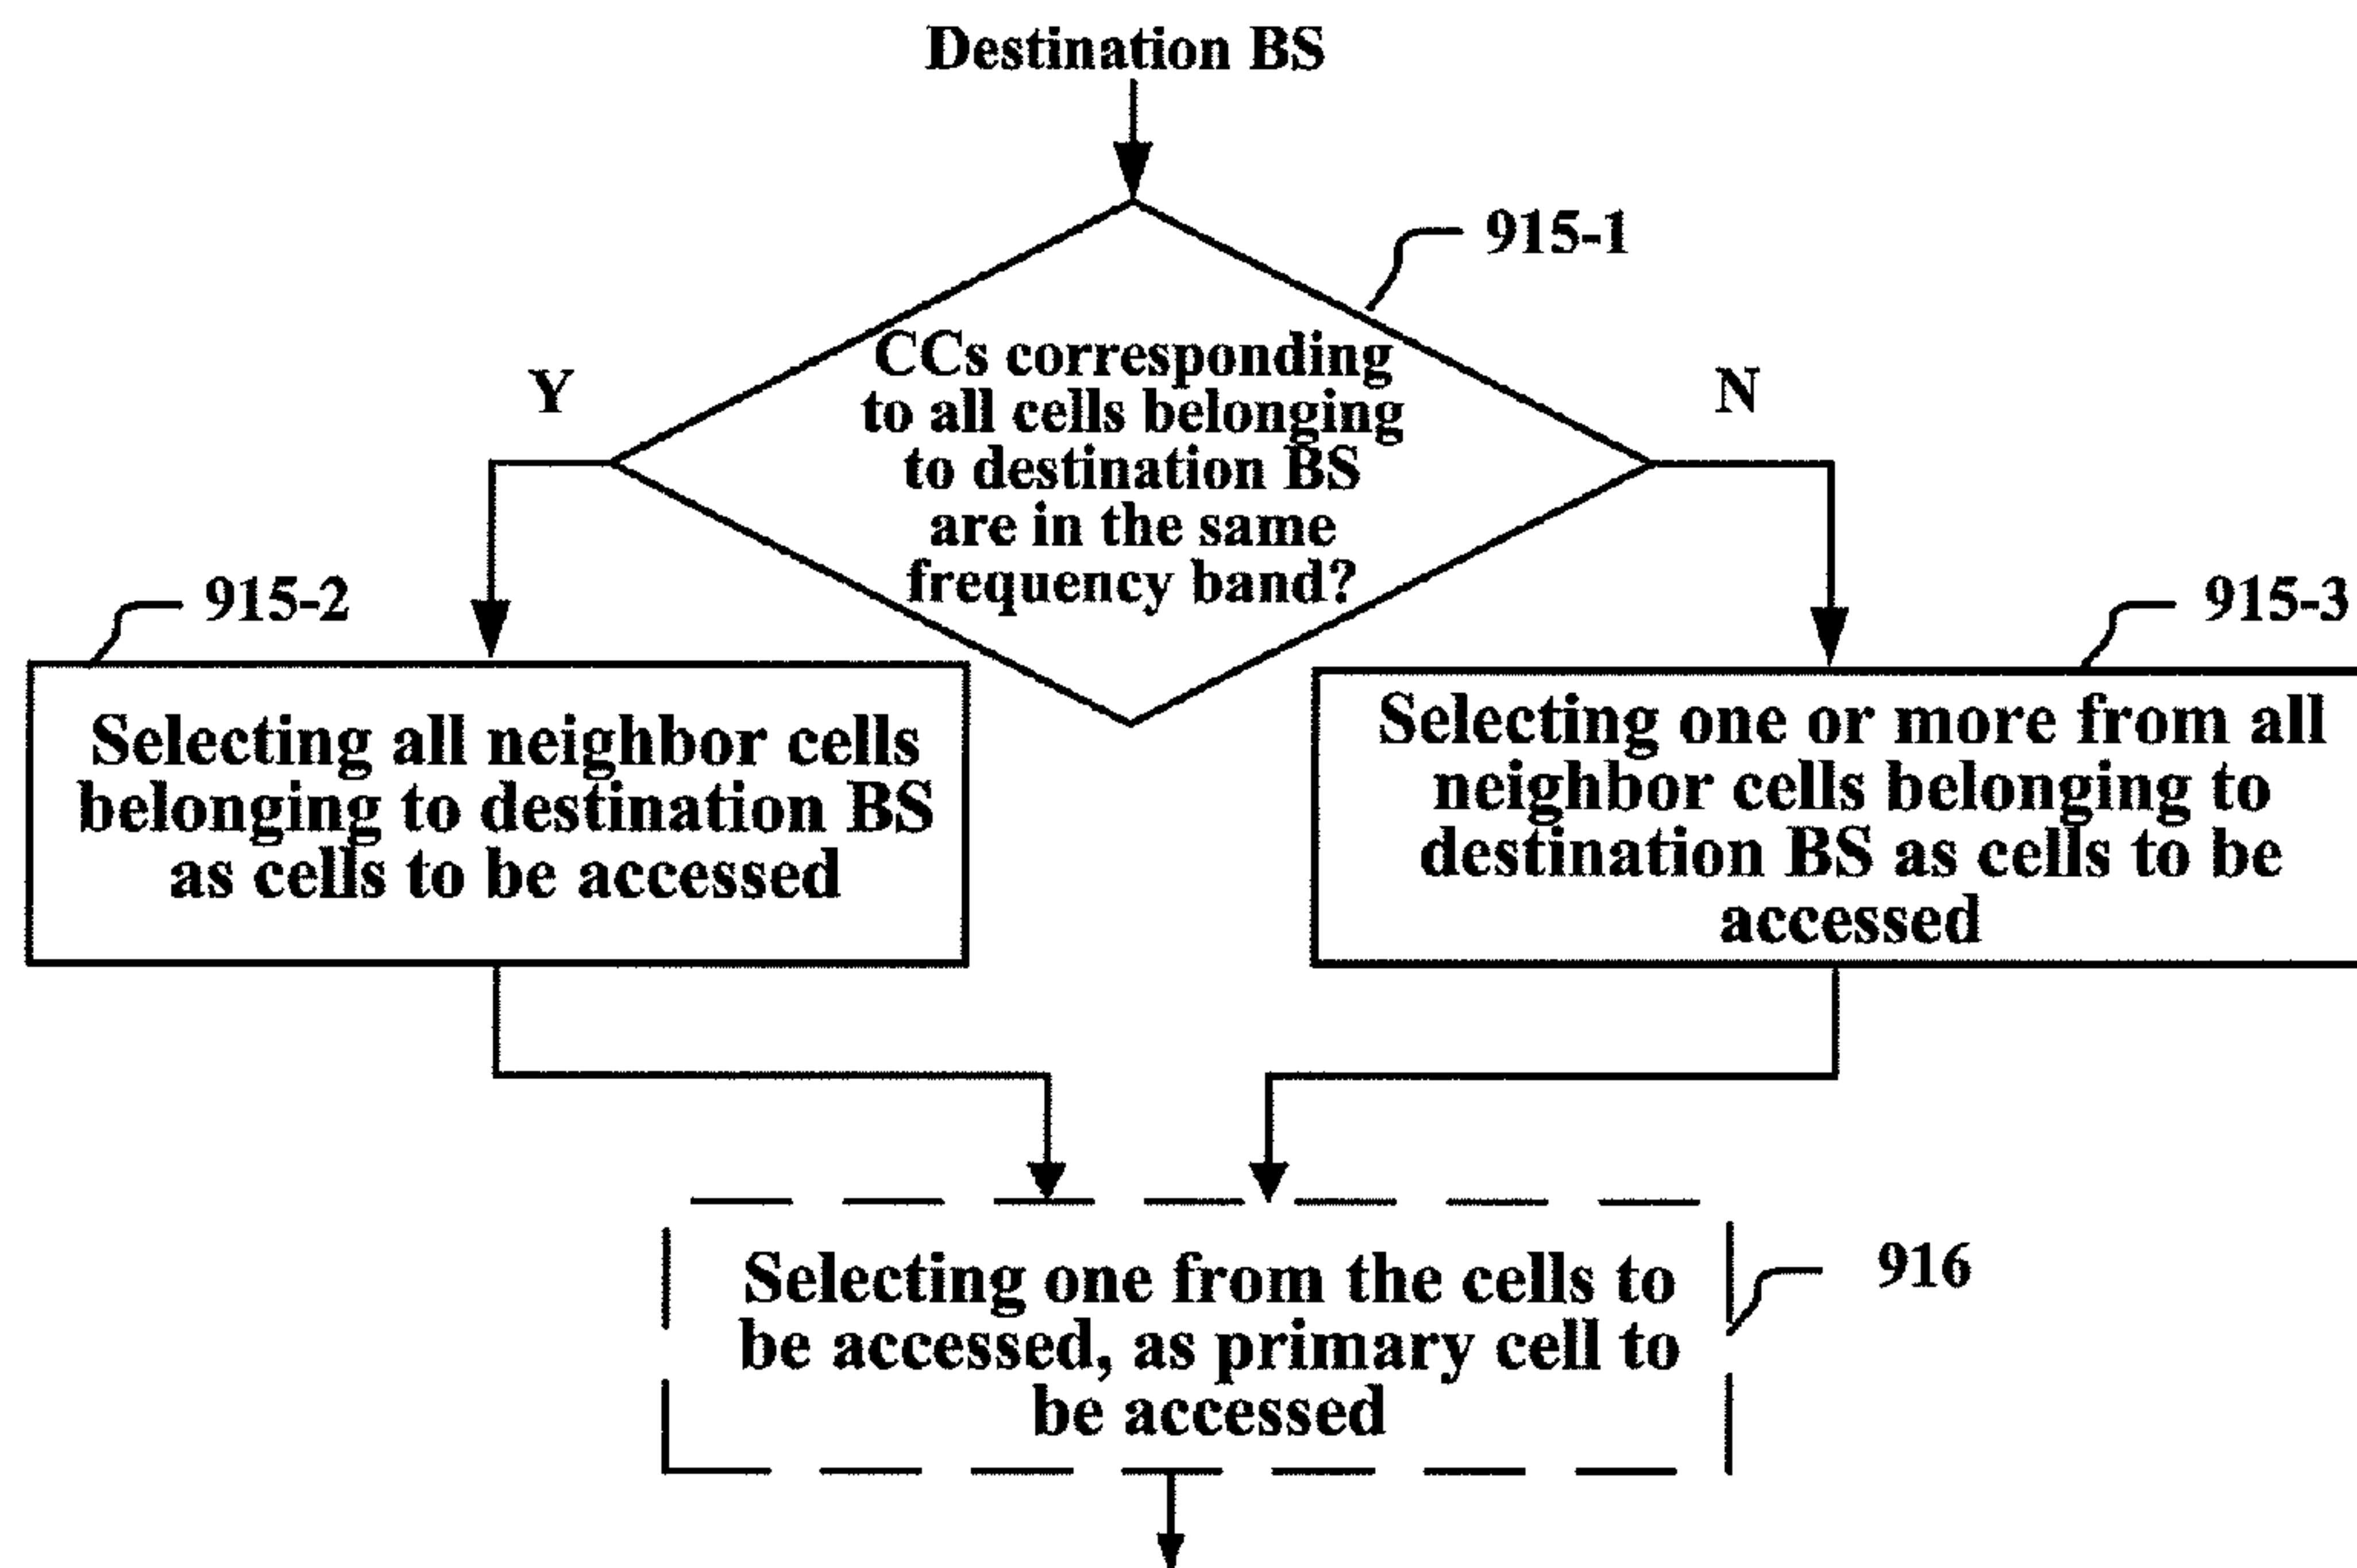 Destination BS
915-1
CCs corresponding
to all cells belonging
to destination BS
are in the same
frequency band?
Y
N
915-2
915-3
Selecting all neighbor cells
belonging to destination BS
as cells to be accessed
Selecting one or more from all
neighbor cells belonging to
destination BS as cells to be
accessed
Selecting one from the cells to
be accessed, as primary cell to
be accessed
916